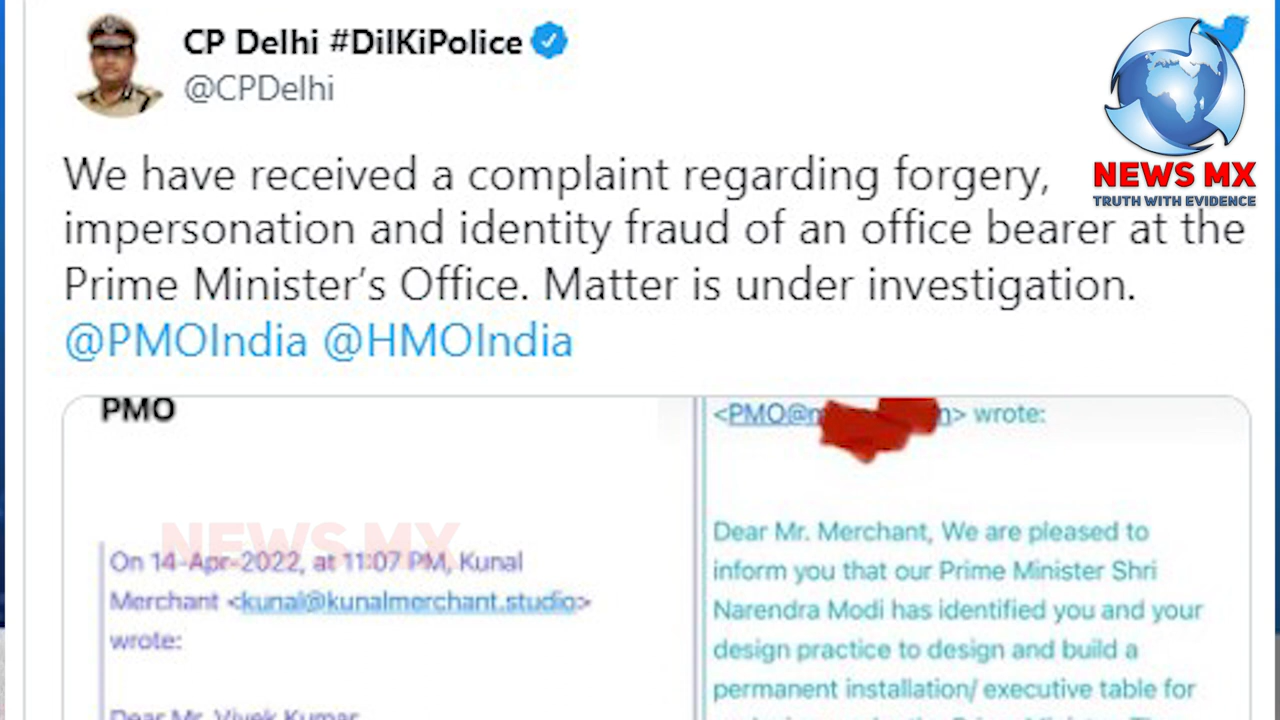 CP Delhi #DilKiPolice
@CPDelhi
NEWS MX
TRUTH WITH EVIDENCE
We have received a complaint regarding forgery,
impersonation and identity fraud of an office bearer at the
Prime Minister's Office. Matter is under investigation.
@PMOIndia @HMOIndia
PMO
NEWS MX
On 14-Apr-2022, at 11:07 PM, Kunal
Merchant <kunal@kunalmerchant.studio>
wrote:
Dear Mr. Vivek Kumar,
wrote:
Dear Mr. Merchant, We are pleased to
inform you that our Prime Minister Shri
Narendra Modi has identified you and your
design practice to design and build a
permanent installation/ executive table for